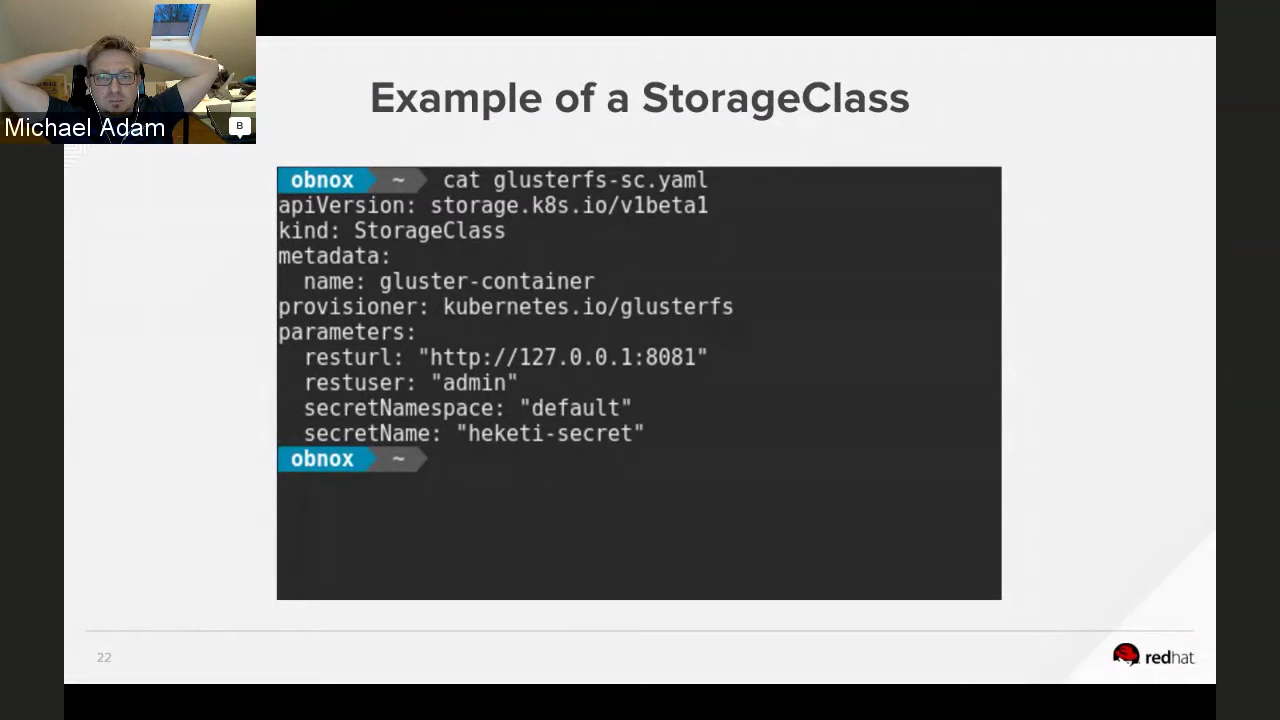 Michael Adam
B
Example of a StorageClass
obnox ~ cat glusterfs-sc.yaml
apiVersion: storage.k8s.io/v1beta1
kind: StorageClass
metadata:
  name: gluster-container
provisioner: kubernetes.io/glusterfs
parameters:
  resturl: "http://127.0.0.1:8081"
  restuser: "admin"
  secretNamespace: "default"
  secretName: "heketi-secret"
obnox ~
22
redhat